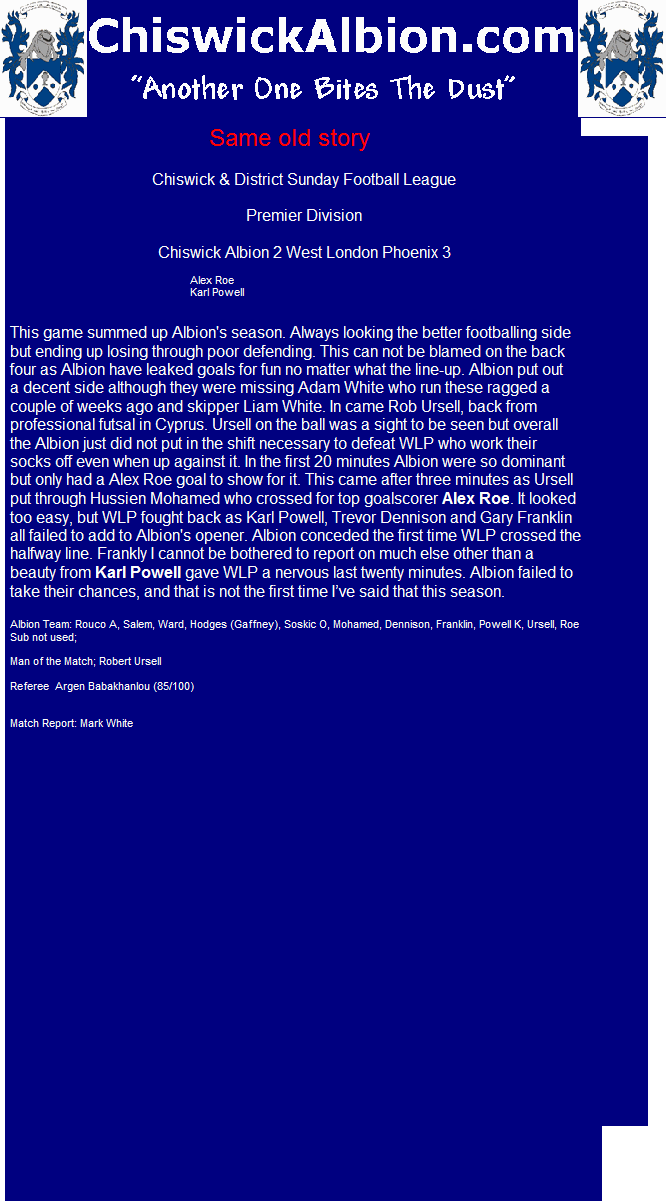 ChiswickAlbion.com
"Another One Bites The Dust"
Same old story
Chiswick & District Sunday Football League
Premier Division
Chiswick Albion 2 West London Phoenix 3
Alex Roe
Karl Powell
This game summed up Albion's season. Always looking the better footballing side
but ending up losing through poor defending. This can not be blamed on the back
four as Albion have leaked goals for fun no matter what the line-up. Albion put out
a decent side although they were missing Adam White who run these ragged a
couple of weeks ago and skipper Liam White. In came Rob Ursell, back from
professional futsal in Cyprus. Ursell on the ball was a sight to be seen but overall
the Albion just did not put in the shift necessary to defeat WLP who work their
socks off even when up against it. In the first 20 minutes Albion were so dominant
but only had a Alex Roe goal to show for it. This came after three minutes as Ursell
put through Hussien Mohamed who crossed for top goalscorer Alex Roe. It looked
too easy, but WLP fought back as Karl Powell, Trevor Dennison and Gary Franklin
all failed to add to Albion's opener. Albion conceded the first time WLP crossed the
halfway line. Frankly I cannot be bothered to report on much else other than a
beauty from Karl Powell gave WLP a nervous last twenty minutes. Albion failed to
take their chances, and that is not the first time I've said that this season.
Albion Team: Rouco A, Salem, Ward, Hodges (Gaffney), Soskic O, Mohamed, Dennison, Franklin, Powell K, Ursell, Roe
Sub not used;
Man of the Match; Robert Ursell
Referee  Argen Babakhanlou (85/100)
Match Report: Mark White